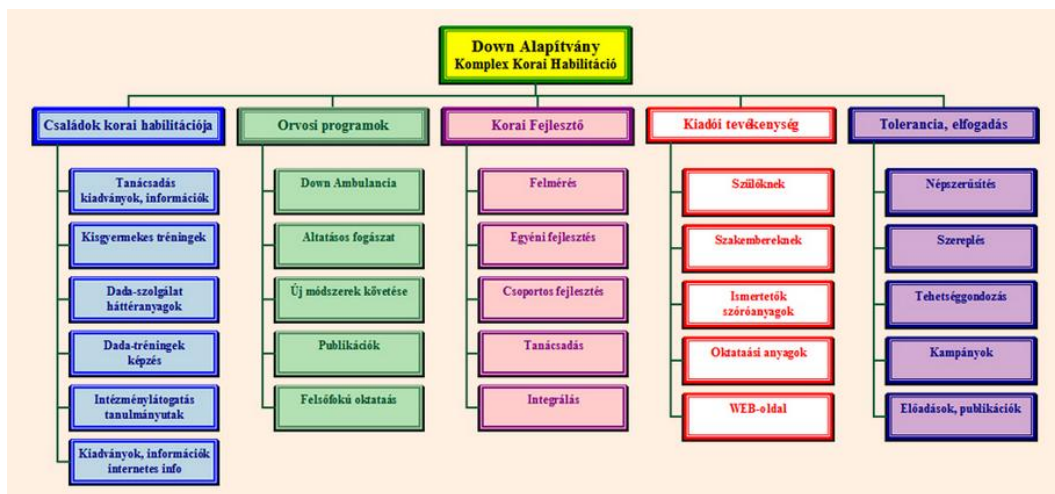 Down Alapítvány
Komplex Korai Habilitáció
Családok korai habilitációja
Tanácsadás
kiadványok, információk
Kisgyermekes tréningek
Dada-szolgálat
háttéranyagok
Dada-tréningek
képzés
Intézménylátogatás
tanulmányutak
Kiadványok, információk
internetes info
Orvosi programok
Down Ambulancia
Altatásos fogászat
Új módszerek követése
Publikációk
Felsőfokú oktataás
Korai Fejlesztő
Felmérés
Egyéni fejlesztés
Csoportos fejlesztés
Tanácsadás
Integrálás
Kiadói tevékenység
Szülőknek
Szakembereknek
Ismertetők
szóróanyagok
Oktataási anyagok
WEB-oldal
Tolerancia, elfogadás
Népszerűsítés
Szereplés
Tehetséggondozás
Kampányok
Előadások, publikációk